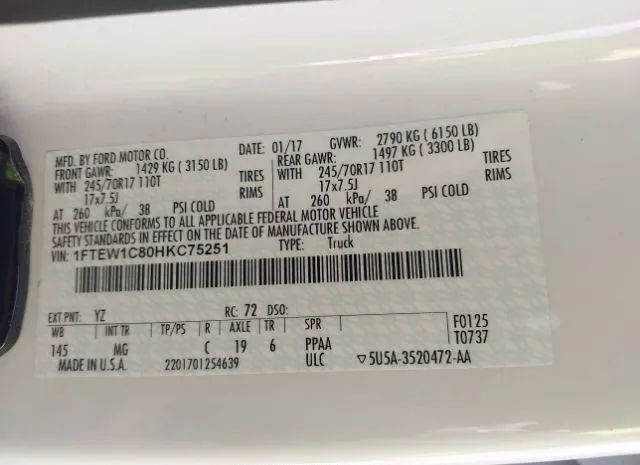 MFD. BY FORD MOTOR CO. DATE: 01/17 GVWR: 2790 KG ( 6150 LB)
FRONT GAWR: 1429 KG ( 3150 LB) REAR GAWR: 1497 KG ( 3300 LB)
WITH 245/70R17 110T TIRES WITH 245/70R17 110T TIRES
17x7.5J RIMS 17x7.5J RIMS
AT 260 kPa/ 38 PSI COLD AT 260 kPa/ 38 PSI COLD
THIS VEHICLE CONFORMS TO ALL APPLICABLE FEDERAL MOTOR VEHICLE
SAFETY STANDARDS IN EFFECT ON THE DATE OF MANUFACTURE SHOWN ABOVE.
VIN: 1FTEW1C80HKC75251 TYPE: Truck
EXT PNT: YZ RC: 72 DSO:
WB INT TR TP/PS R AXLE TR SPR F0125
145 MG C 19 6 PPAA T0737
MADE IN U.S.A. 2201701254639 ULC ▽5U5A-3520472-AA